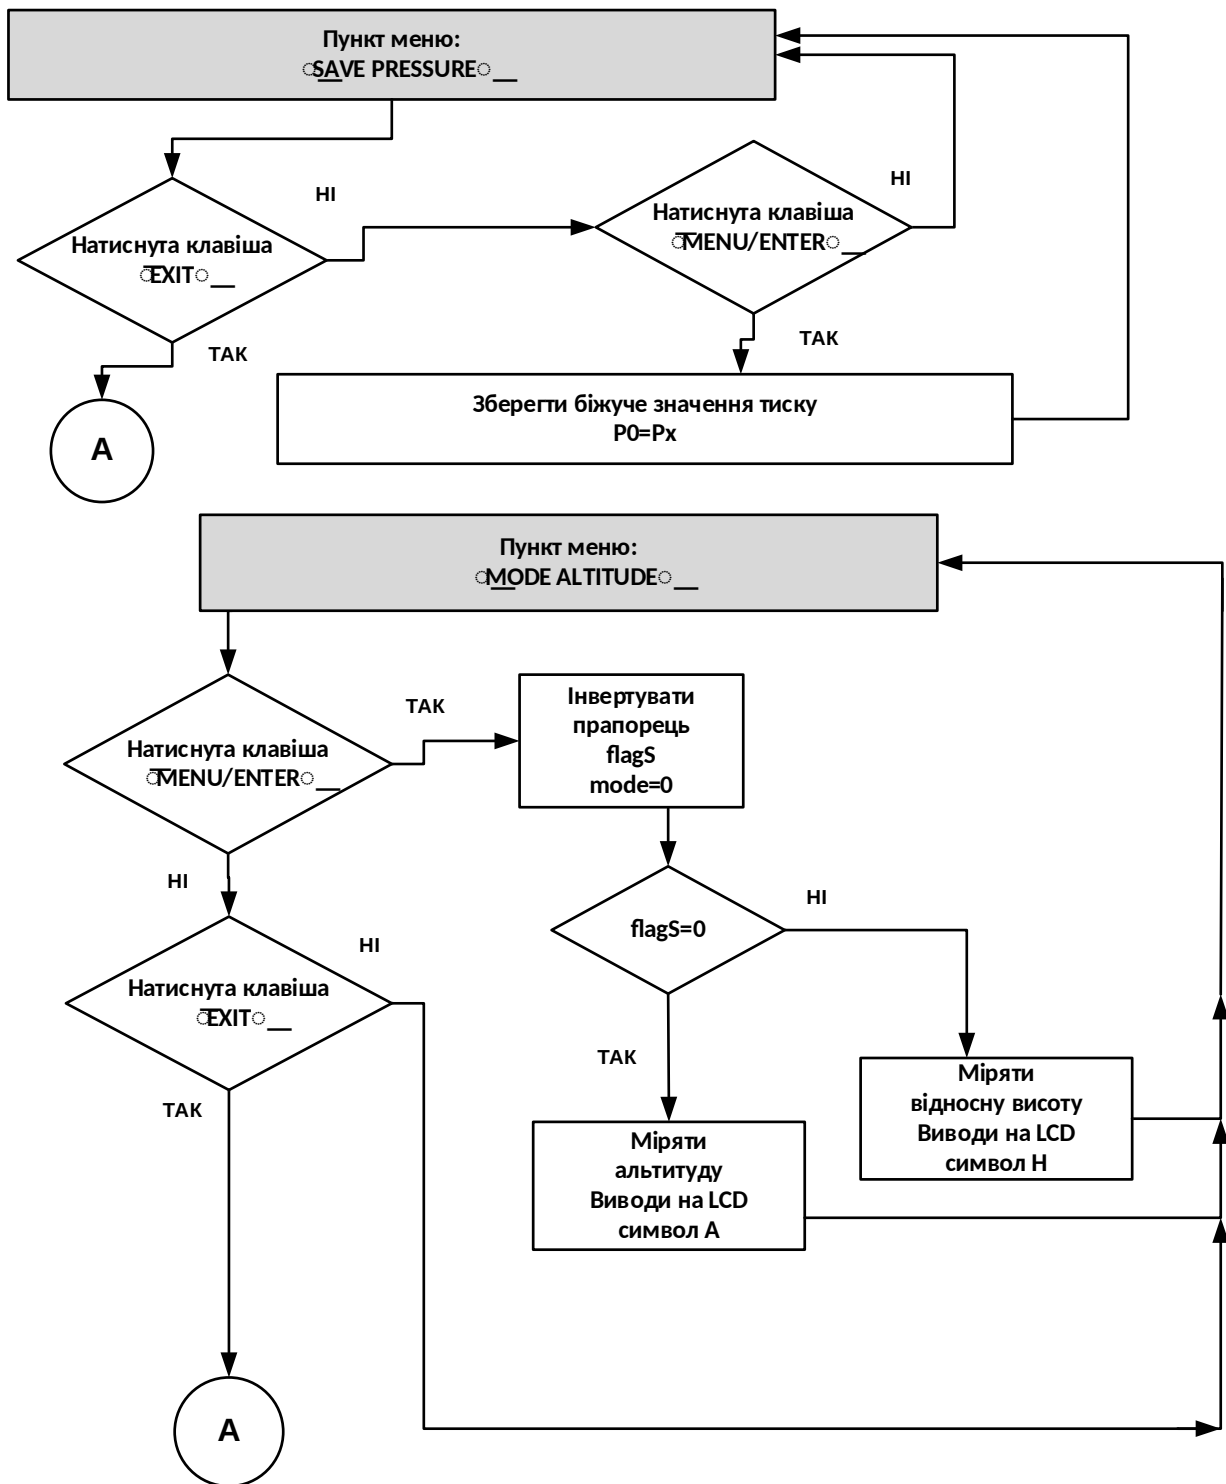 Пункт меню:
SAVE PRESSURE
НІ
НІ
Натиснута клавіша
MENU/ENTER
Натиснута клавіша
EXIT
ТАК
ТАК
Зберегти біжуче значення тиску
P0=Px
A
Пункт меню:
MODE ALTITUDE
ТАК
Інвертувати
прапорець
flagS
mode=0
Натиснута клавіша
MENU/ENTER
НІ
НІ
flagS=0
НІ
Натиснута клавіша
EXIT
ТАК
ТАК
Міряти
відносну висоту
Виводи на LCD
символ H
Міряти
альтитуду
Виводи на LCD
символ A
A